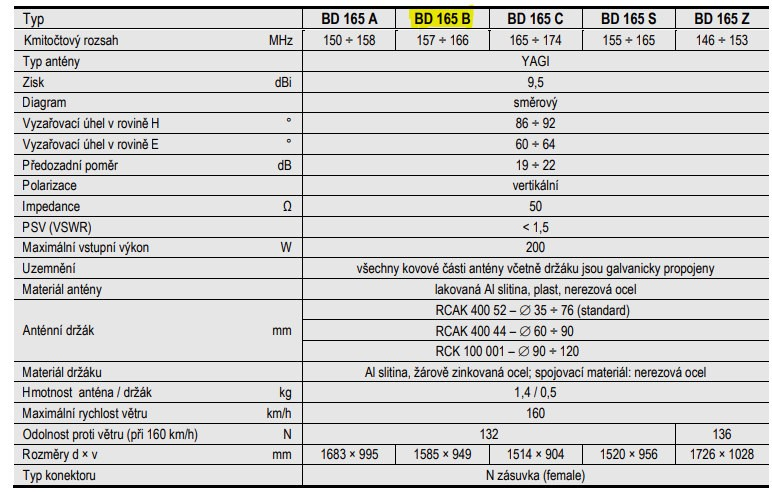 Typ BD 165 A BD 165 B BD 165 C BD 165 S BD 165 Z
Kmitočtový rozsah MHz 150 ÷ 158 157 ÷ 166 165 ÷ 174 155 ÷ 165 146 ÷ 153
Typ antény YAGI
Zisk dBi 9,5
Diagram směrový
Vyzařovací úhel v rovině H ° 86 ÷ 92
Vyzařovací úhel v rovině E ° 60 ÷ 64
Předozadní poměr dB 19 ÷ 22
Polarizace vertikální
Impedance Ω 50
PSV (VSWR) < 1,5
Maximální vstupní výkon W 200
Uzemnění všechny kovové části antény včetně držáku jsou galvanicky propojeny
Materiál antény lakovaná Al slitina, plast, nerezová ocel
RCAK 400 52 – ∅ 35 ÷ 76 (standard)
Anténní držák mm RCAK 400 44 – ∅ 60 ÷ 90
RCK 100 001 – ∅ 90 ÷ 120
Materiál držáku Al slitina, žárově zinkovaná ocel; spojovací materiál: nerezová ocel
Hmotnost anténa / držák kg 1,4 / 0,5
Maximální rychlost větru km/h 160
Odolnost proti větru (při 160 km/h) N 132 136
Rozměry d × v mm 1683 × 995 1585 × 949 1514 × 904 1520 × 956 1726 × 1028
Typ konektoru N zásuvka (female)